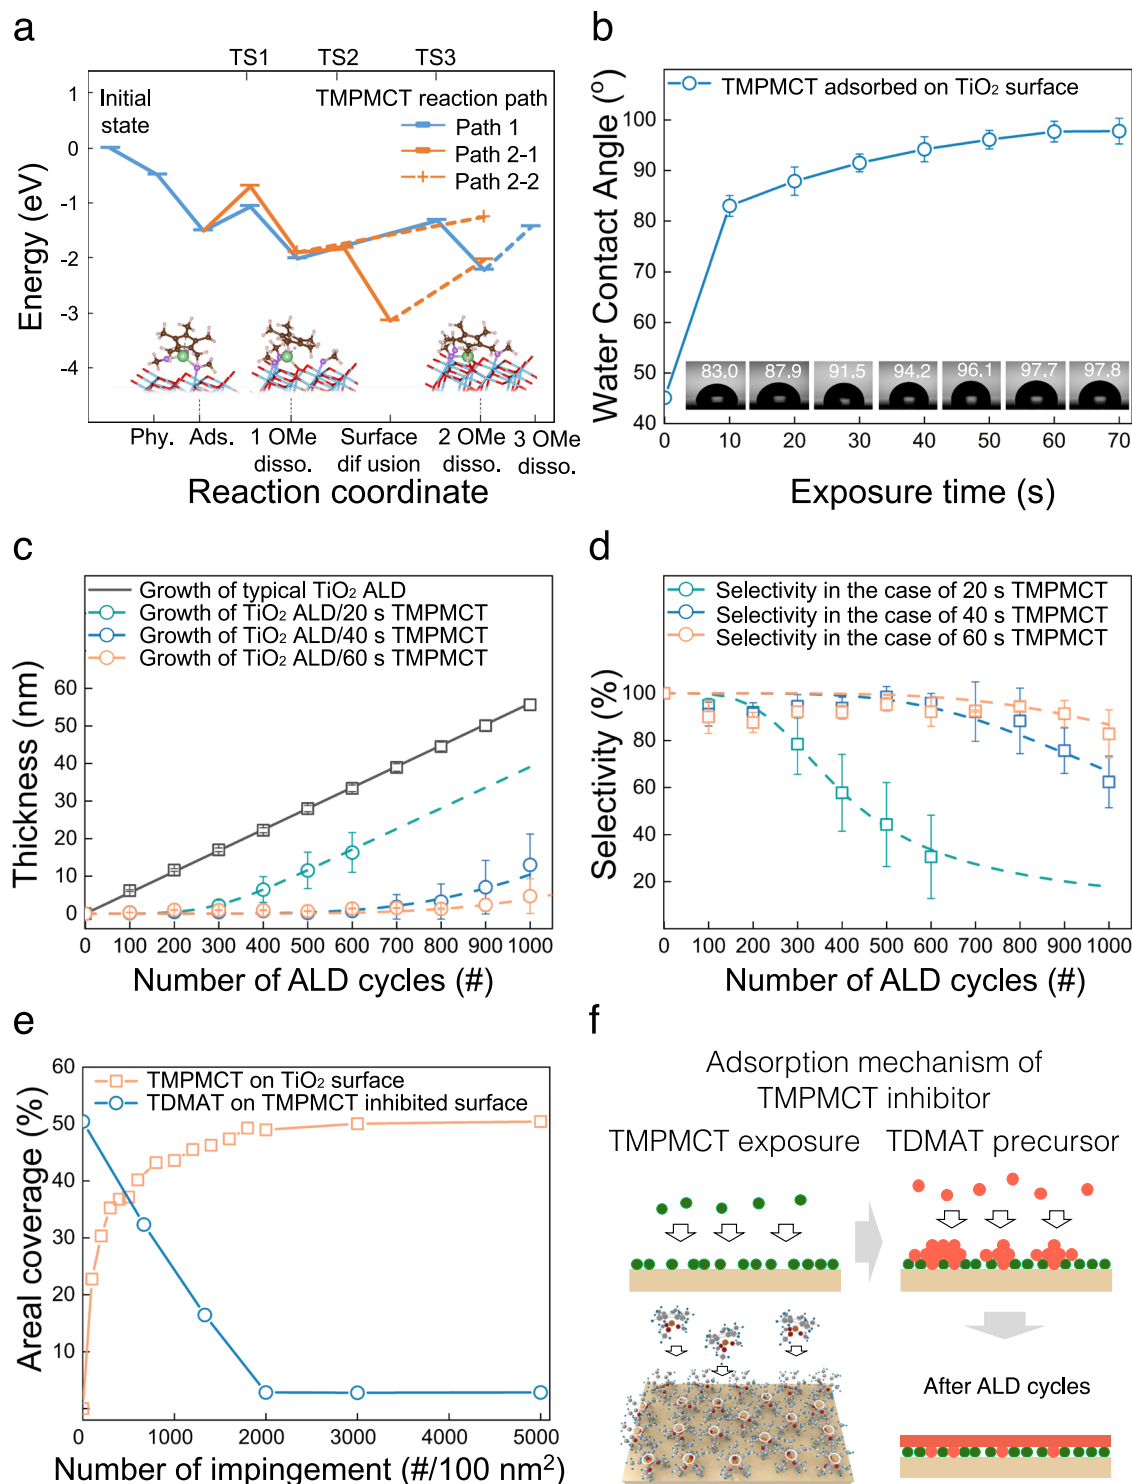 a
TS1 TS2 TS3
Initial
state
TMPMCT reaction path
Path 1
Path 2-1
Path 2-2
1
0
-1
-2
-3
-4
Energy (eV)
Phy. Ads. 1 OMe disso. Surface dif usion 2 OMe disso. 3 OMe disso.
Reaction coordinate
b
TMPMCT adsorbed on TiO2 surface
100
90
80
70
60
50
40
Water Contact Angle (°)
83.0 87.9 91.5 94.2 96.1 97.7 97.8
0 10 20 30 40 50 60 70
Exposure time (s)
c
Growth of typical TiO2 ALD
Growth of TiO2 ALD/20 s TMPMCT
Growth of TiO2 ALD/40 s TMPMCT
Growth of TiO2 ALD/60 s TMPMCT
60
50
40
30
20
10
0
Thickness (nm)
0 100 200 300 400 500 600 700 800 900 1000
Number of ALD cycles (#)
d
Selectivity in the case of 20 s TMPMCT
Selectivity in the case of 40 s TMPMCT
Selectivity in the case of 60 s TMPMCT
100
80
60
40
20
Selectivity (%)
100 200 300 400 500 600 700 800 900 1000
Number of ALD cycles (#)
e
TMPMCT on TiO2 surface
TDMAT on TMPMCT inhibited surface
60
50
40
30
20
10
Areal coverage (%)
0 1000 2000 3000 4000 5000
Number of impingement (#/100 nm²)
f
Adsorption mechanism of
TMPMCT inhibitor
TMPMCT exposure TDMAT precursor
After ALD cycles